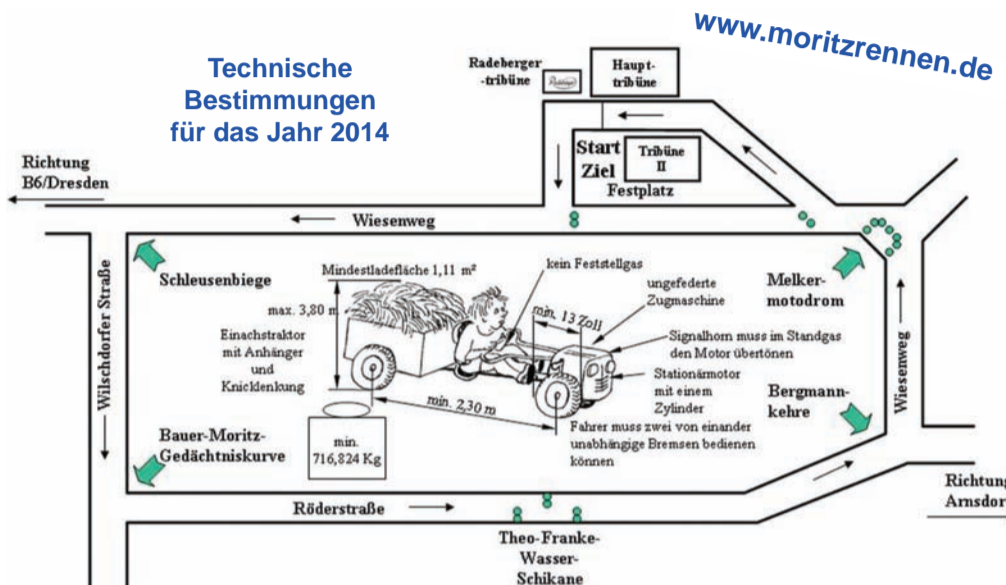 www.moritzrennen.de
Technische
Bestimmungen
für das Jahr 2014
Radeberger
-tribüne
Radeberger
Haupt-
tribüne
Start
Ziel
Tribüne
II
Festplatz
Richtung
B6/Dresden
Wiesenweg
Wilschdorfer Straße
Schleusenbiege
Mindestladefläche 1,11 m²
kein Feststellgas
ungefederte
Zugmaschine
Melker-
motodrom
max. 3,80 m
min. 13 Zoll
Einachstraktor
mit Anhänger
und
Knicklenkung
Signalhorn muss im Standgas
den Motor übertönen
Stationärmotor
mit einem
Zylinder
Bergmann-
kehre
Wiesenweg
min. 2,30 m
Fahrer muss zwei von einander
unabhängige Bremsen bedienen
können
Bauer-Moritz-
Gedächtniskurve
min.
716,824 Kg
Röderstraße
Richtung
Arnsdor
Theo-Franke-
Wasser-
Schikane